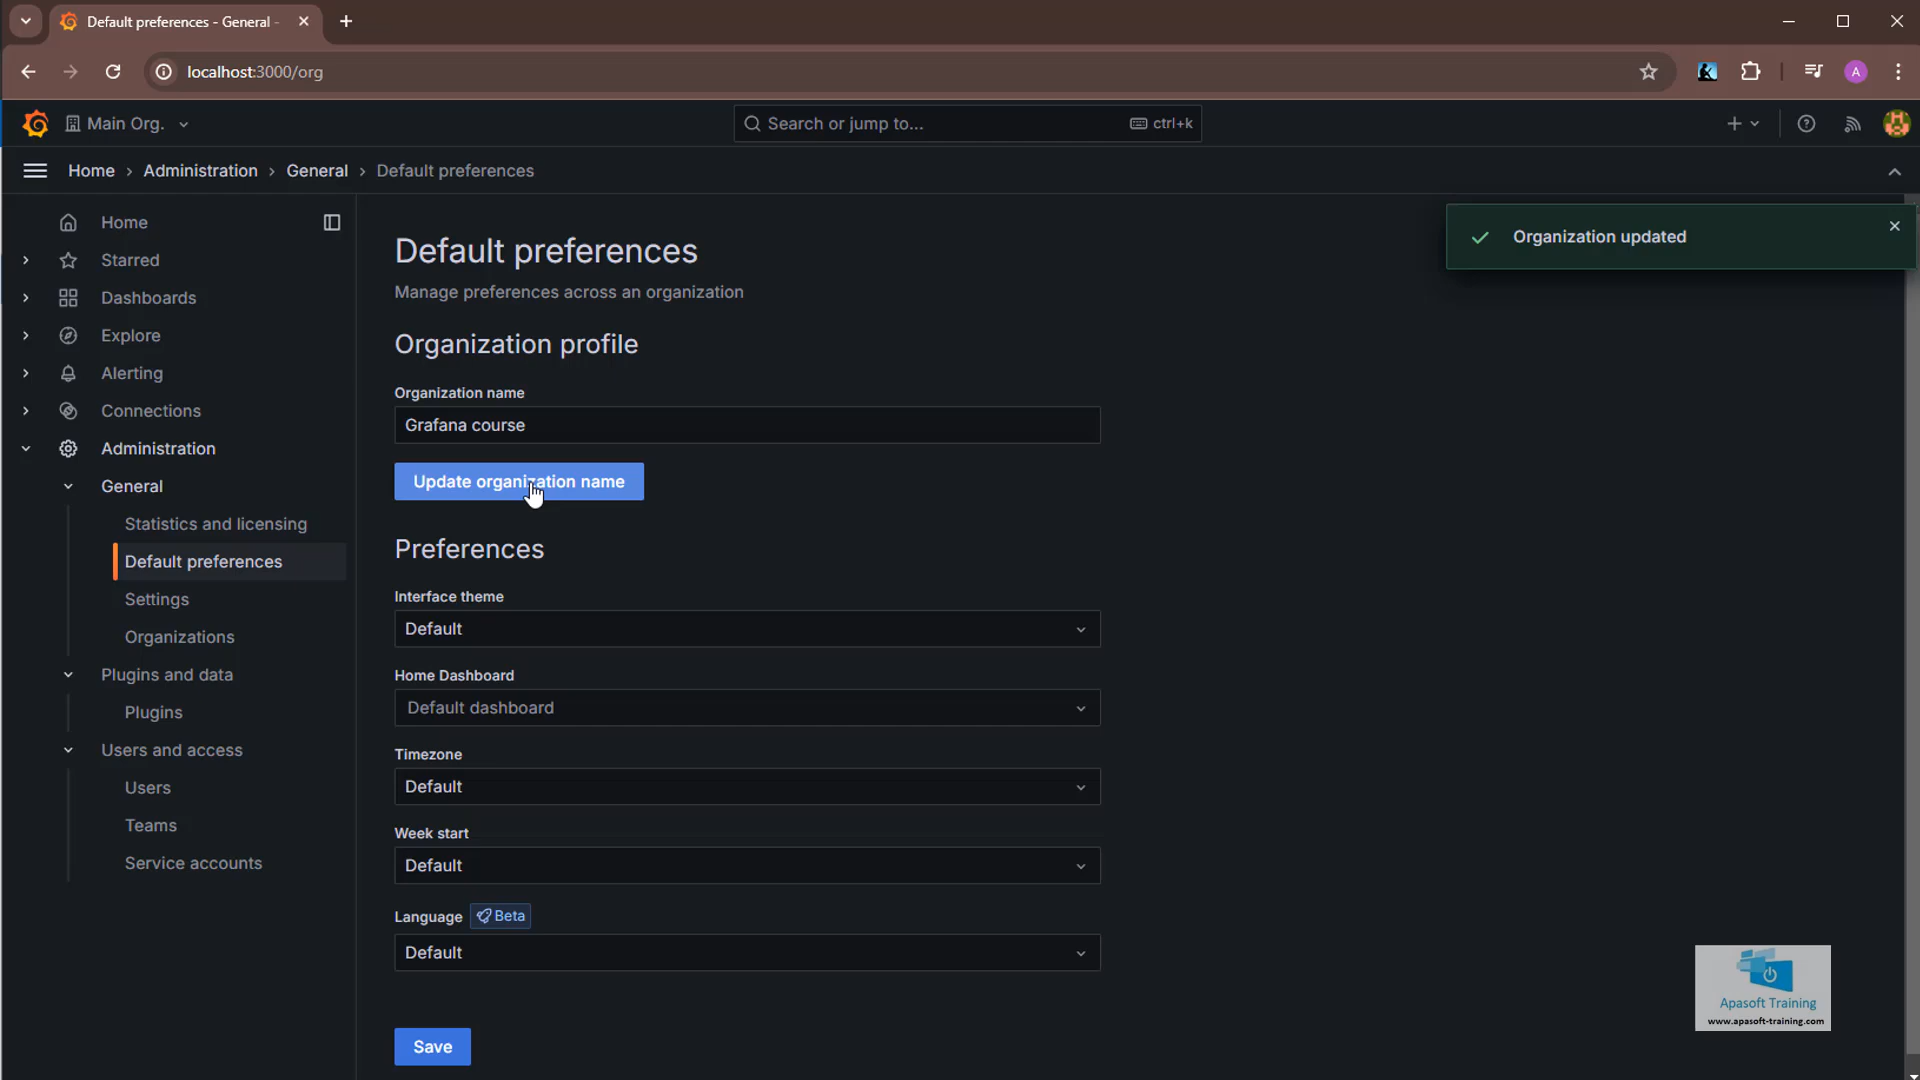 Default preferences - General -
localhost:3000/org
A
Main Org.
Search or jump to...
ctrl+k
Home > Administration > General > Default preferences
Home
Starred
Dashboards
Explore
Alerting
Connections
Administration
General
Statistics and licensing
Default preferences
Settings
Organizations
Plugins and data
Plugins
Users and access
Users
Teams
Service accounts
Default preferences
Manage preferences across an organization
Organization updated
Organization profile
Organization name
Grafana course
Update organization name
Preferences
Interface theme
Default
Home Dashboard
Default dashboard
Timezone
Default
Week start
Default
Language Beta
Default
Save
Apasoft Training
www.apasoft-training.com